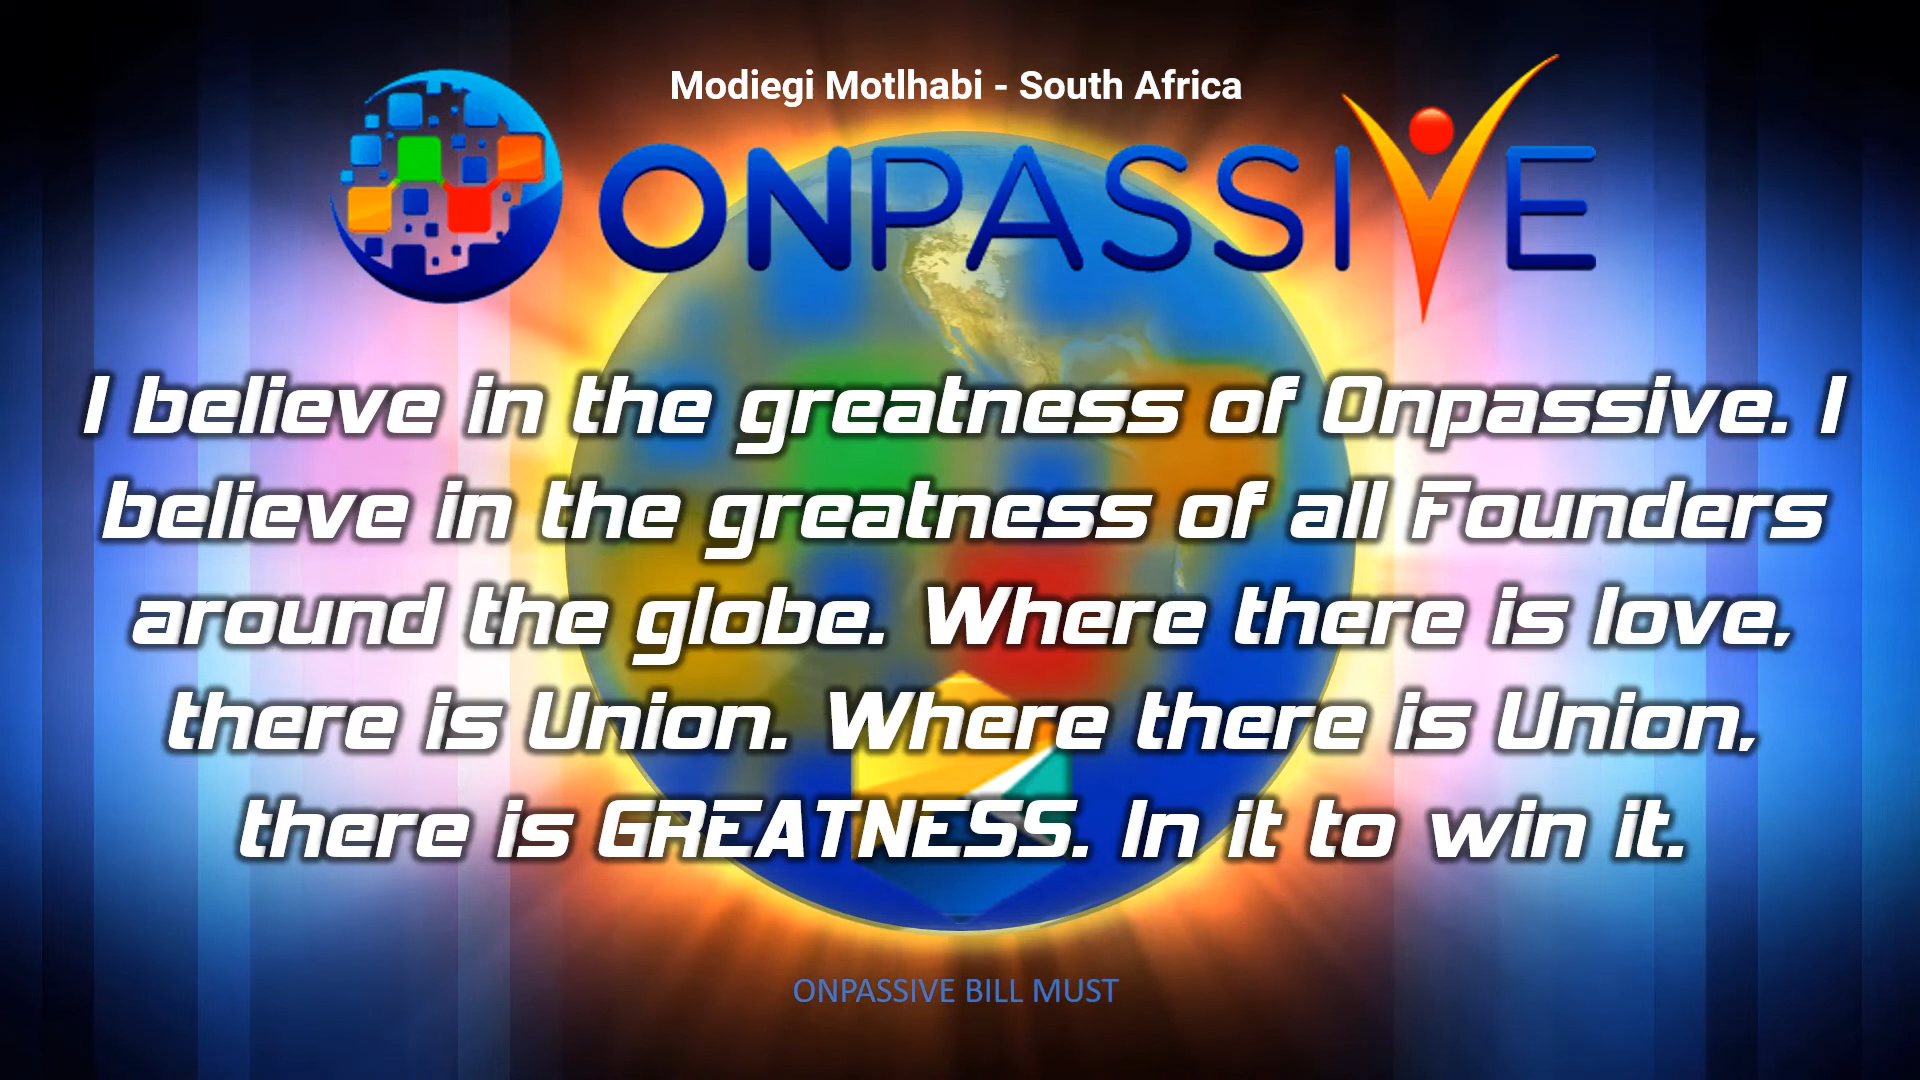 Modiegi Motlhabi - South Africa
ONPASSIVE
I believe in the greatness of Onpassive. I
believe in the greatness of all Founders
around the globe. Where there is love,
there is Union. Where there is Union,
there is GREATNESS. In it to win it.
ONPASSIVE BILL MUST